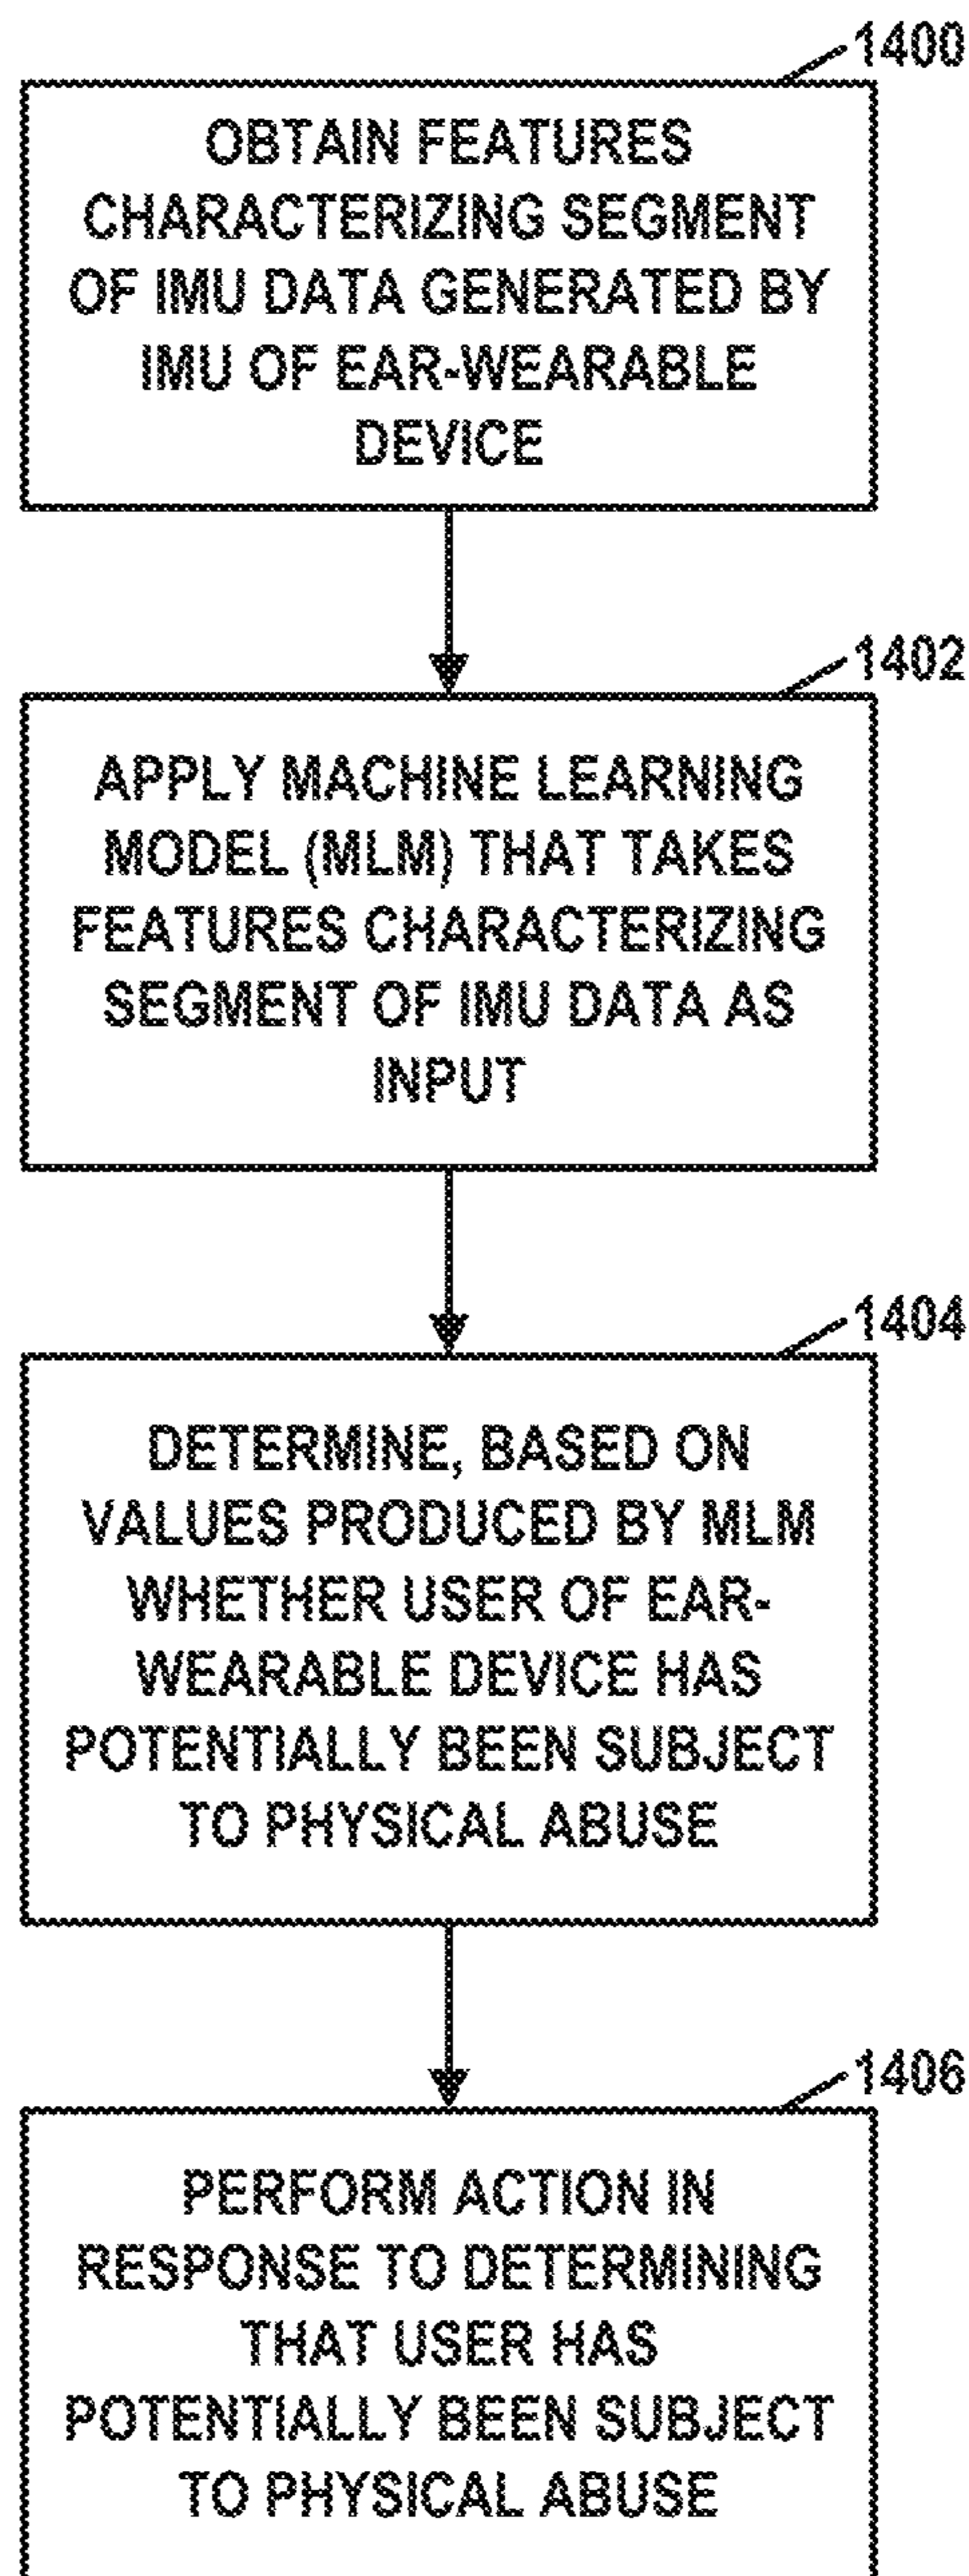 1400
OBTAIN FEATURES
CHARACTERIZING SEGMENT
OF IMU DATA GENERATED BY
IMU OF EAR-WEARABLE
DEVICE
1402
APPLY MACHINE LEARNING
MODEL (MLM) THAT TAKES
FEATURES CHARACTERIZING
SEGMENT OF IMU DATA AS
INPUT
1404
DETERMINE, BASED ON
VALUES PRODUCED BY MLM
WHETHER USER OF EAR-
WEARABLE DEVICE HAS
POTENTIALLY BEEN SUBJECT
TO PHYSICAL ABUSE
1406
PERFORM ACTION IN
RESPONSE TO DETERMINING
THAT USER HAS
POTENTIALLY BEEN SUBJECT
TO PHYSICAL ABUSE